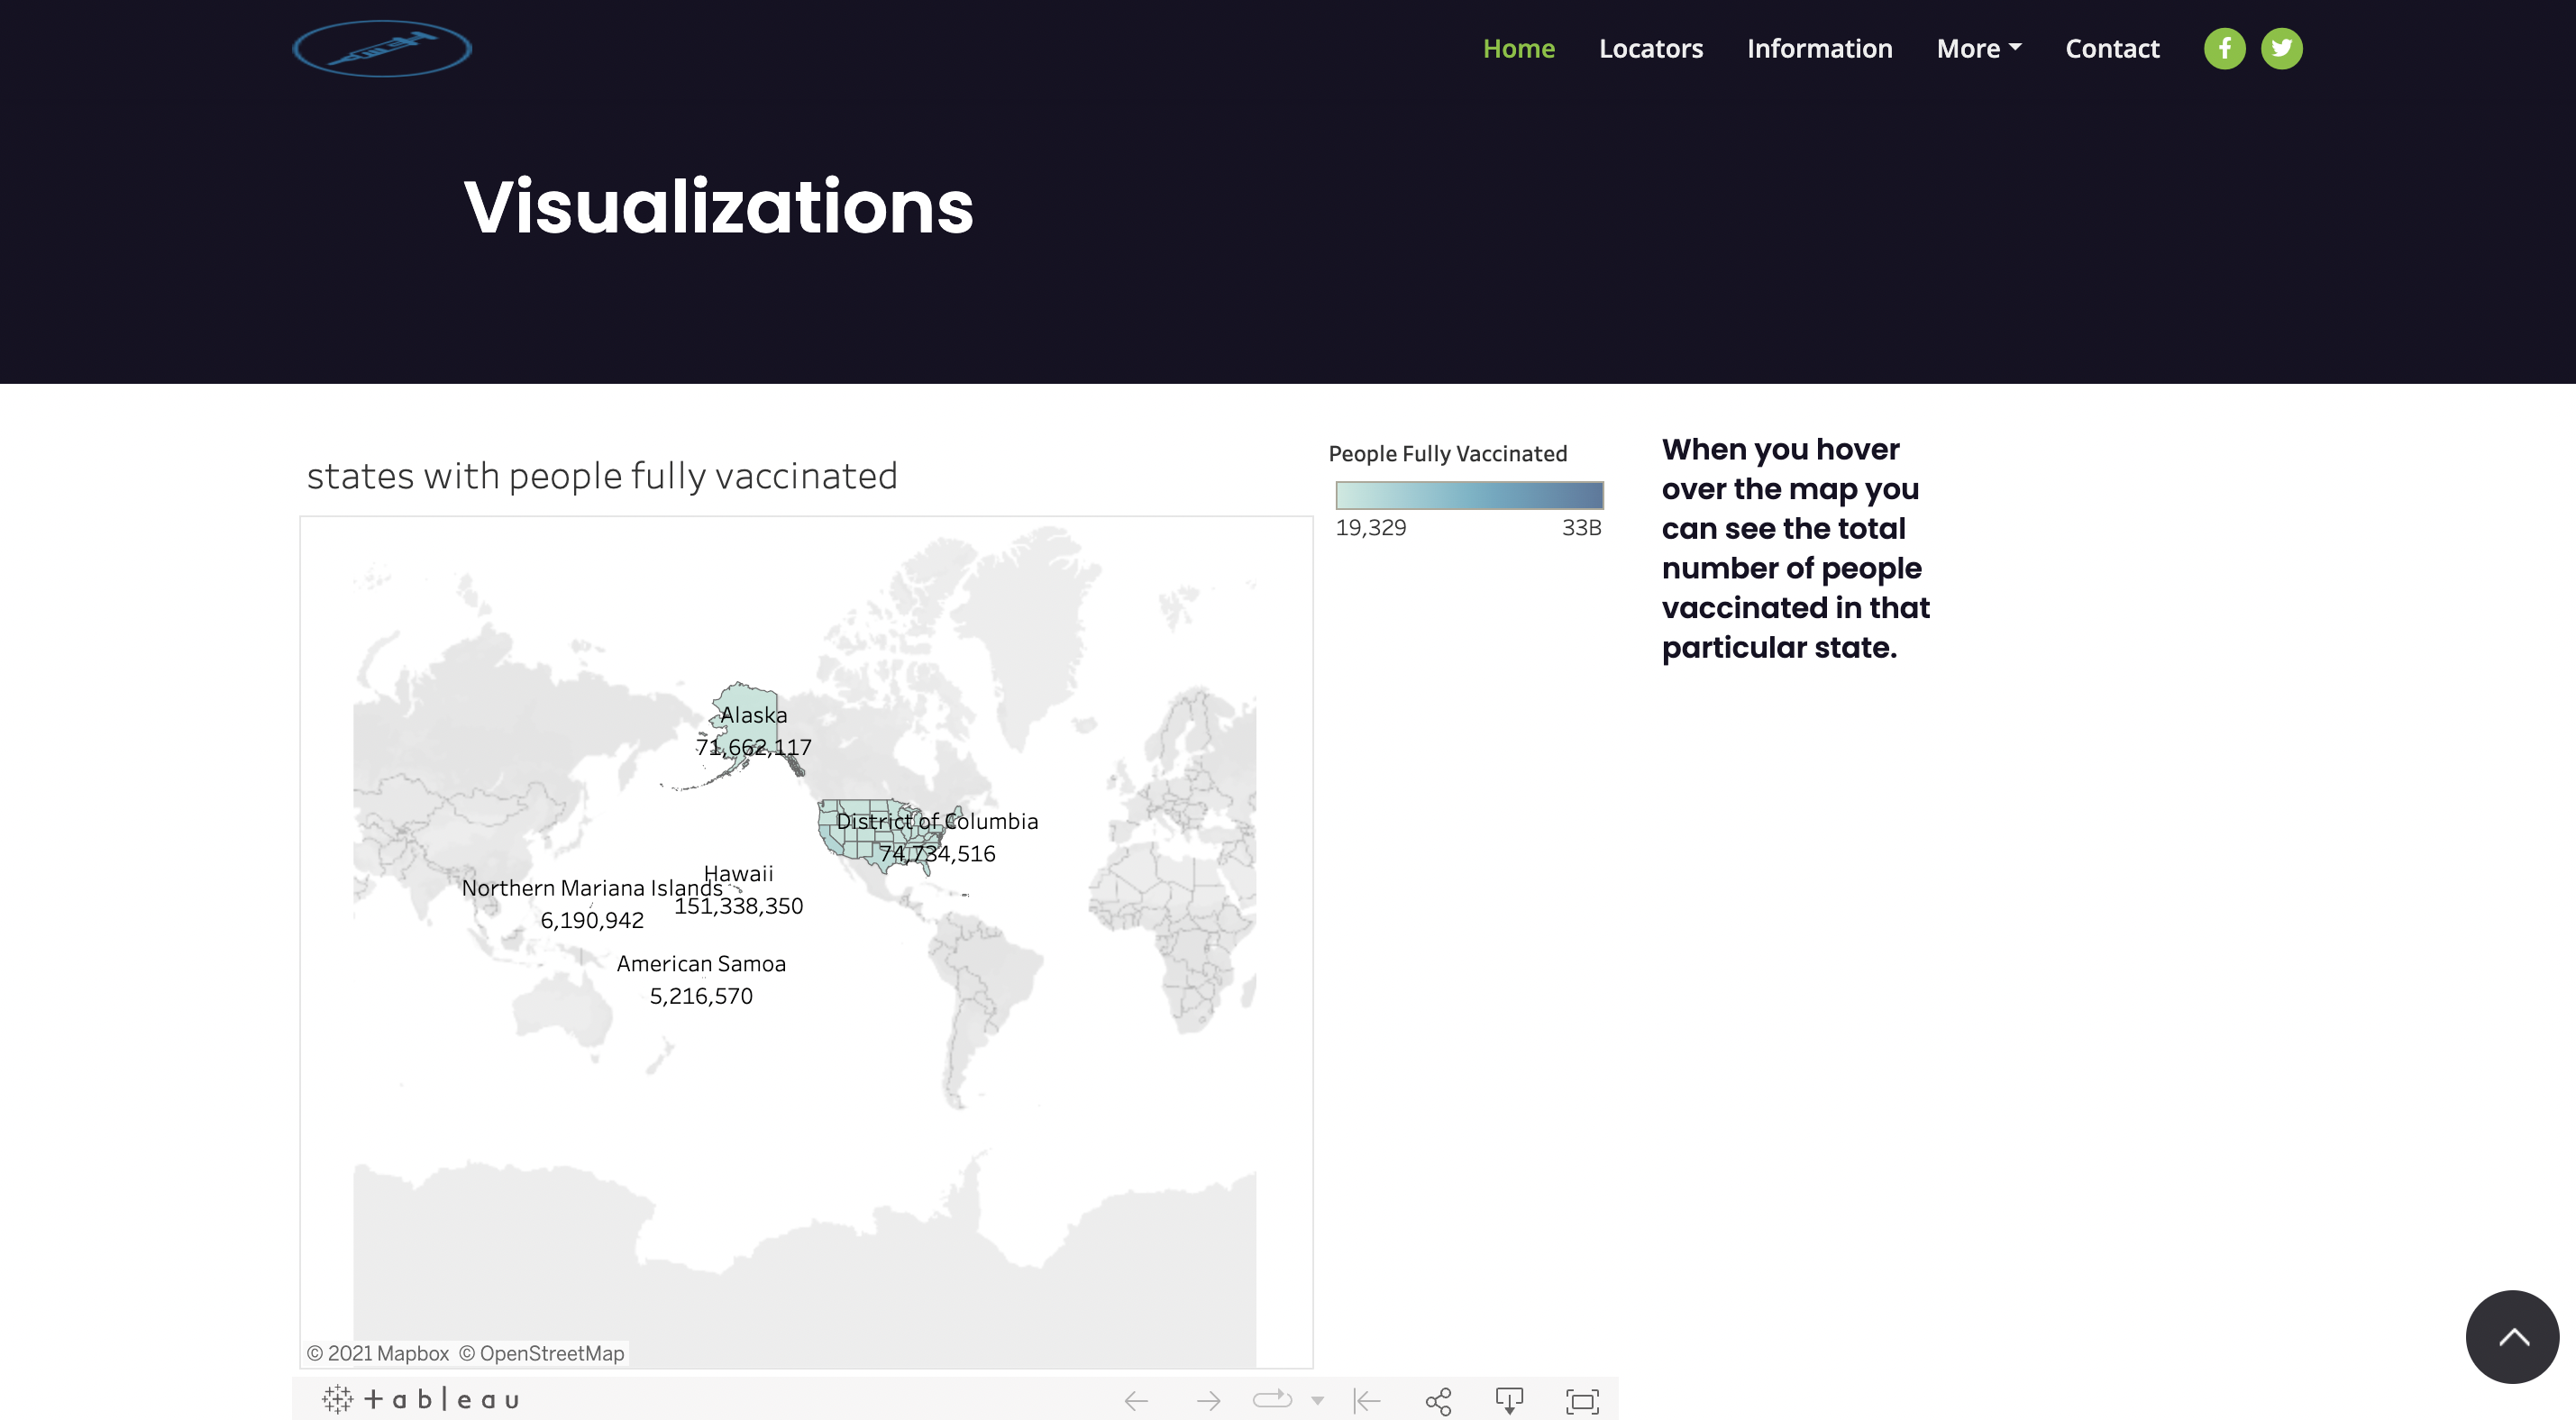 Home Locators Information More Contact
Visualizations
states with people fully vaccinated
People Fully Vaccinated
19,329 33B
When you hover
over the map you
can see the total
number of people
vaccinated in that
particular state.
Alaska
71,662,117
District of Columbia
74,734,516
Hawaii
151,338,350
Northern Mariana Islands
6,190,942
American Samoa
5,216,570
© 2021 Mapbox © OpenStreetMap
+ableau